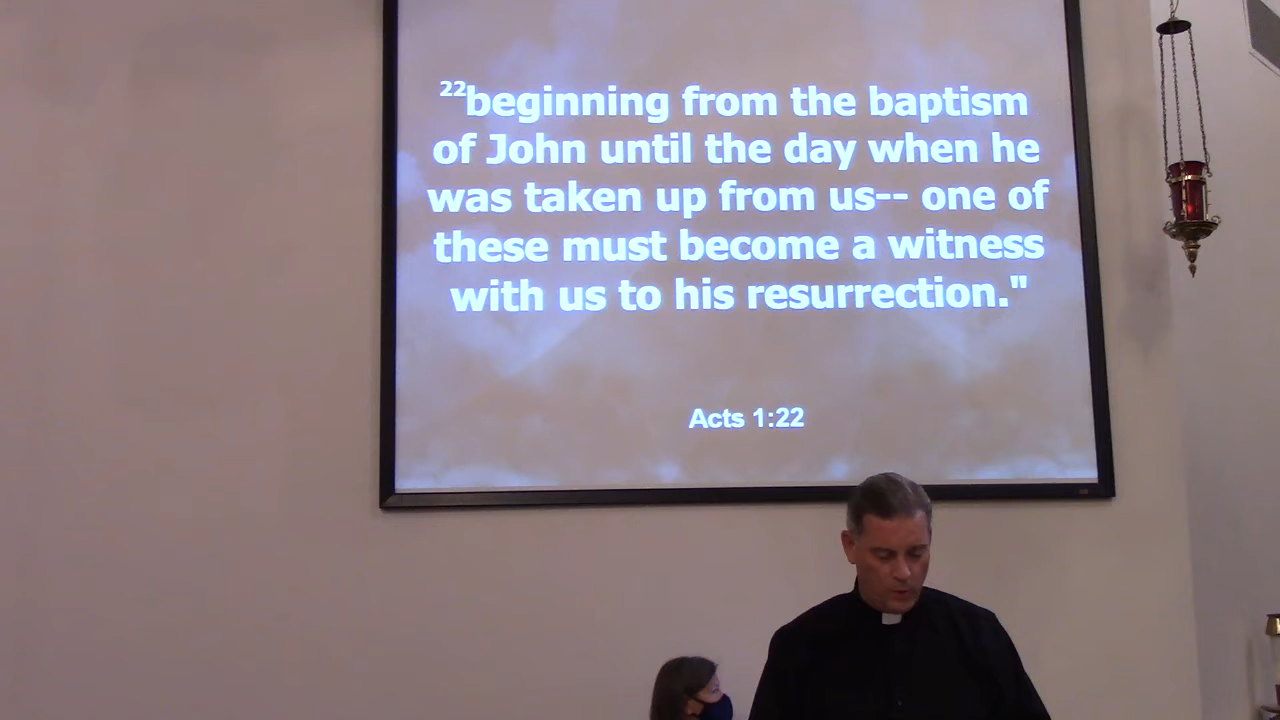 22beginning from the baptism
of John until the day when he
was taken up from us-- one of
these must become a witness
with us to his resurrection."
Acts 1:22